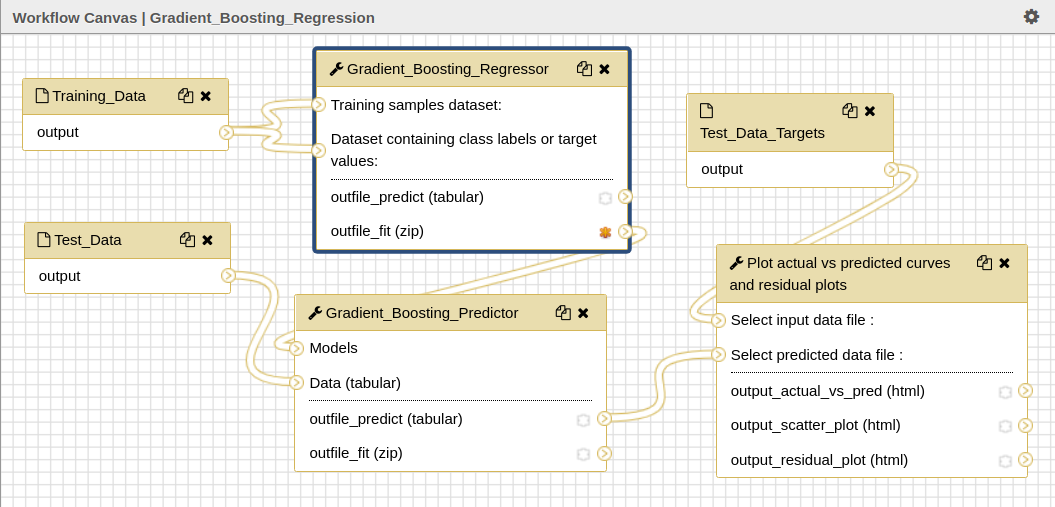 Workflow Canvas | Gradient_Boosting_Regression
Training_Data
output
Gradient_Boosting_Regressor
Training samples dataset:
Dataset containing class labels or target
values:
outfile_predict (tabular)
outfile_fit (zip)
Test_Data_Targets
output
Test_Data
output
Gradient_Boosting_Predictor
Models
Data (tabular)
outfile_predict (tabular)
outfile_fit (zip)
Plot actual vs predicted curves
and residual plots
Select input data file :
Select predicted data file :
output_actual_vs_pred (html)
output_scatter_plot (html)
output_residual_plot (html)